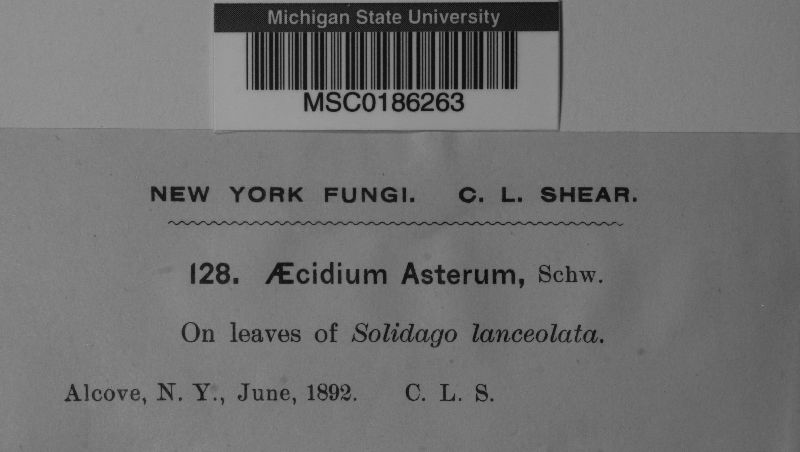 Michigan State University
MSC0186263
NEW YORK FUNGI. C. L. SHEAR.
128. Æcidium Asterum, Schw.
On leaves of Solidago lanceolata.
Alcove, N. Y., June, 1892. C. L. S.